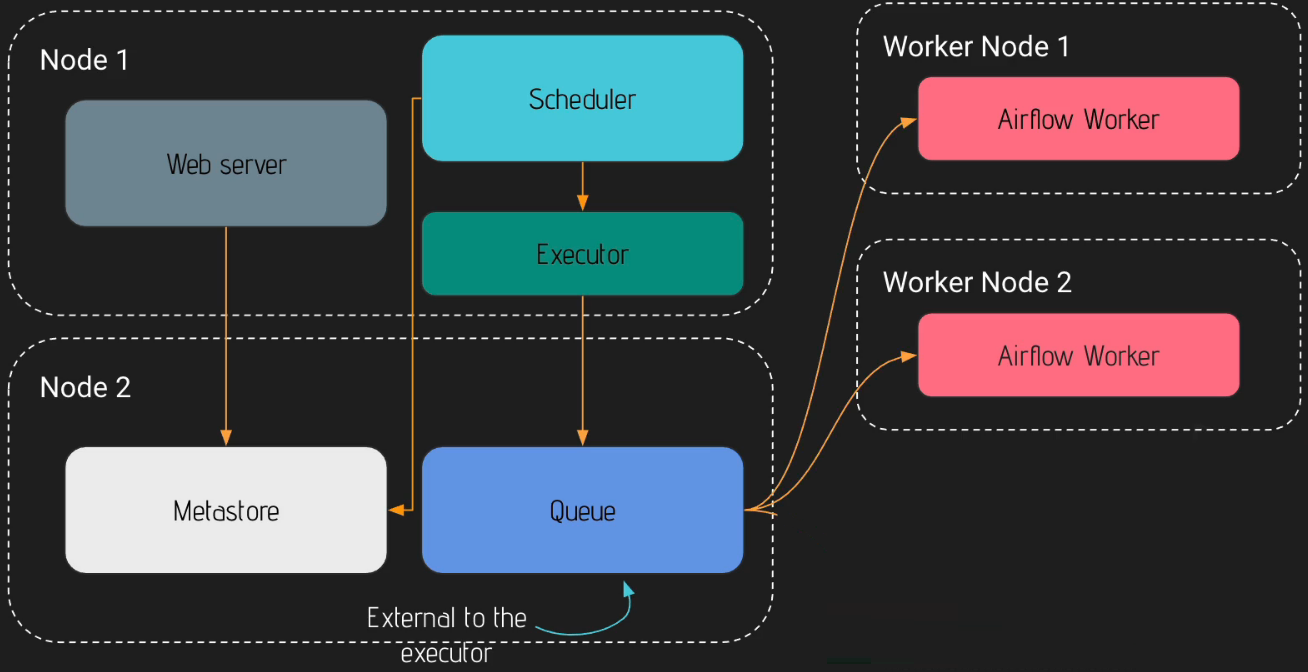 Node 1
Web server
Scheduler
Executor
Node 2
Metastore
Queue
External to the
executor
Worker Node 1
Airflow Worker
Worker Node 2
Airflow Worker